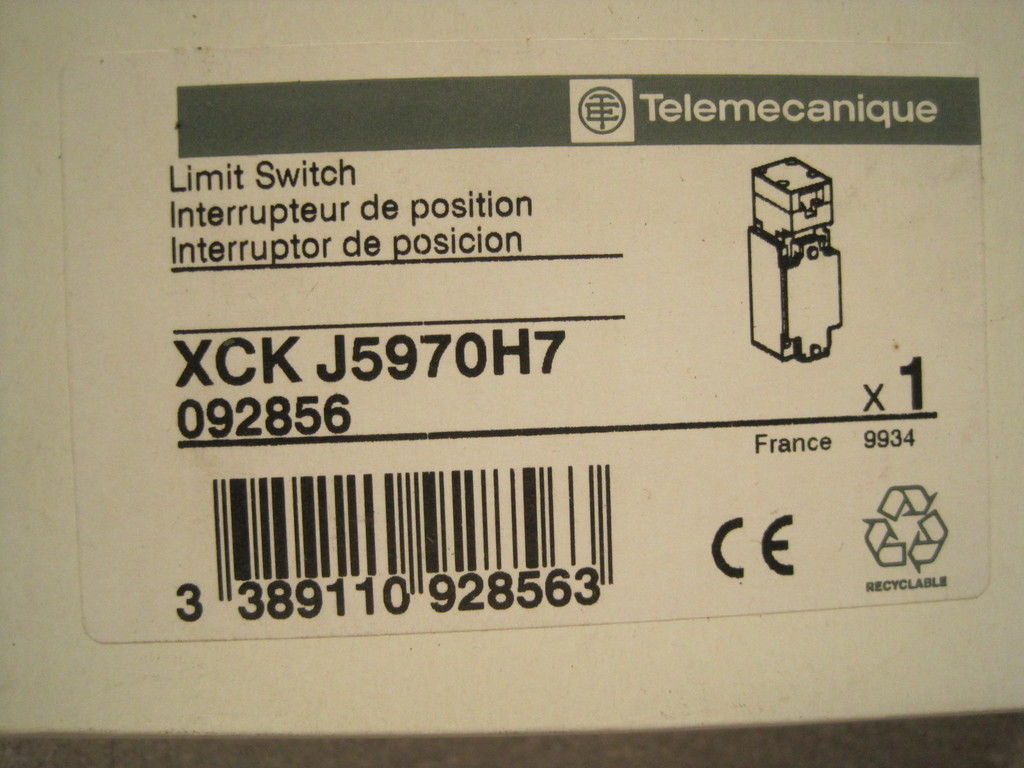 Telemecanique
Limit Switch
Interrupteur de position
Interruptor de posicion
XCK J5970H7
092856
x 1
France 9934
3 389110 928563
CE
RECYCLABLE